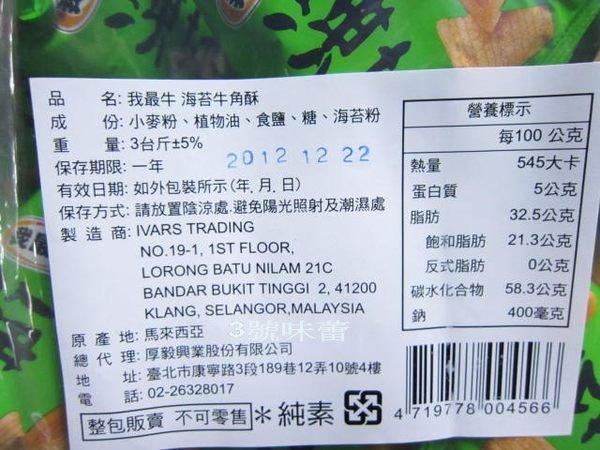 品 名: 我最牛 海苔牛角酥
成 份: 小麥粉、植物油、食鹽、糖、海苔粉
重 量: 3台斤±5%
保存期限: 一年 2012 12 22
有效日期: 如外包裝所示(年.月.日)
保存方式: 請放置陰涼處.避免陽光照射及潮濕處
製 造 商: IVARS TRADING
NO.19-1, 1ST FLOOR,
LORONG BATU NILAM 21C
BANDAR BUKIT TINGGI 2, 41200
KLANG, SELANGOR,MALAYSIA
原 產 地: 馬來西亞
總 代 理: 厚毅興業股份有限公司
地 址: 臺北市康寧路3段189巷12弄10號4樓
電 話: 02-26328017
整包販賣 不可零售 *純素
營養標示
每100 公克
熱量 545大卡
蛋白質 5公克
脂肪 32.5公克
飽和脂肪 21.3公克
反式脂肪 0公克
碳水化合物 58.3公克
鈉 400毫克
4 719778 004566
3號味蕾